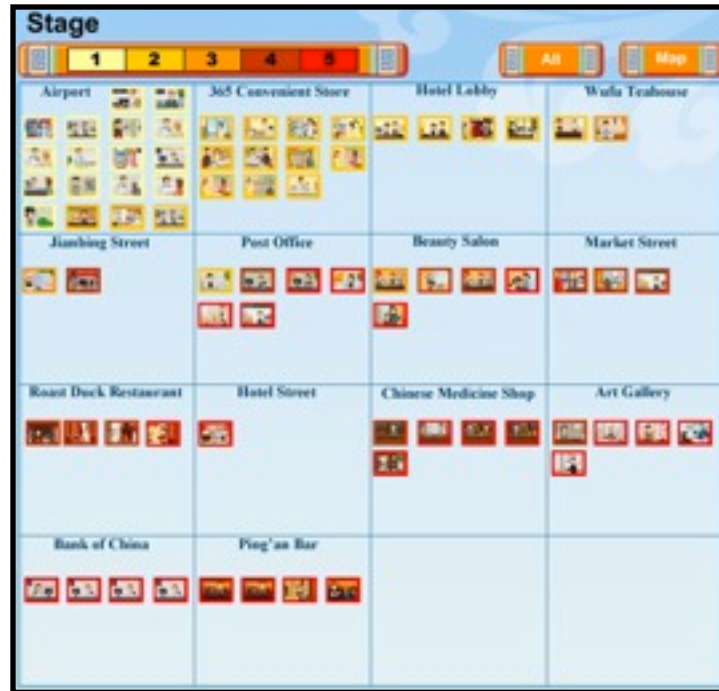 Stage
1 2 3 4 5 All Map
Airport 365 Convenient Store Hotel Lobby Wufu Teahouse
Jianbing Street Post Office Beauty Salon Market Street
Roast Duck Restaurant Hotel Street Chinese Medicine Shop Art Gallery
Bank of China Ping'an Bar